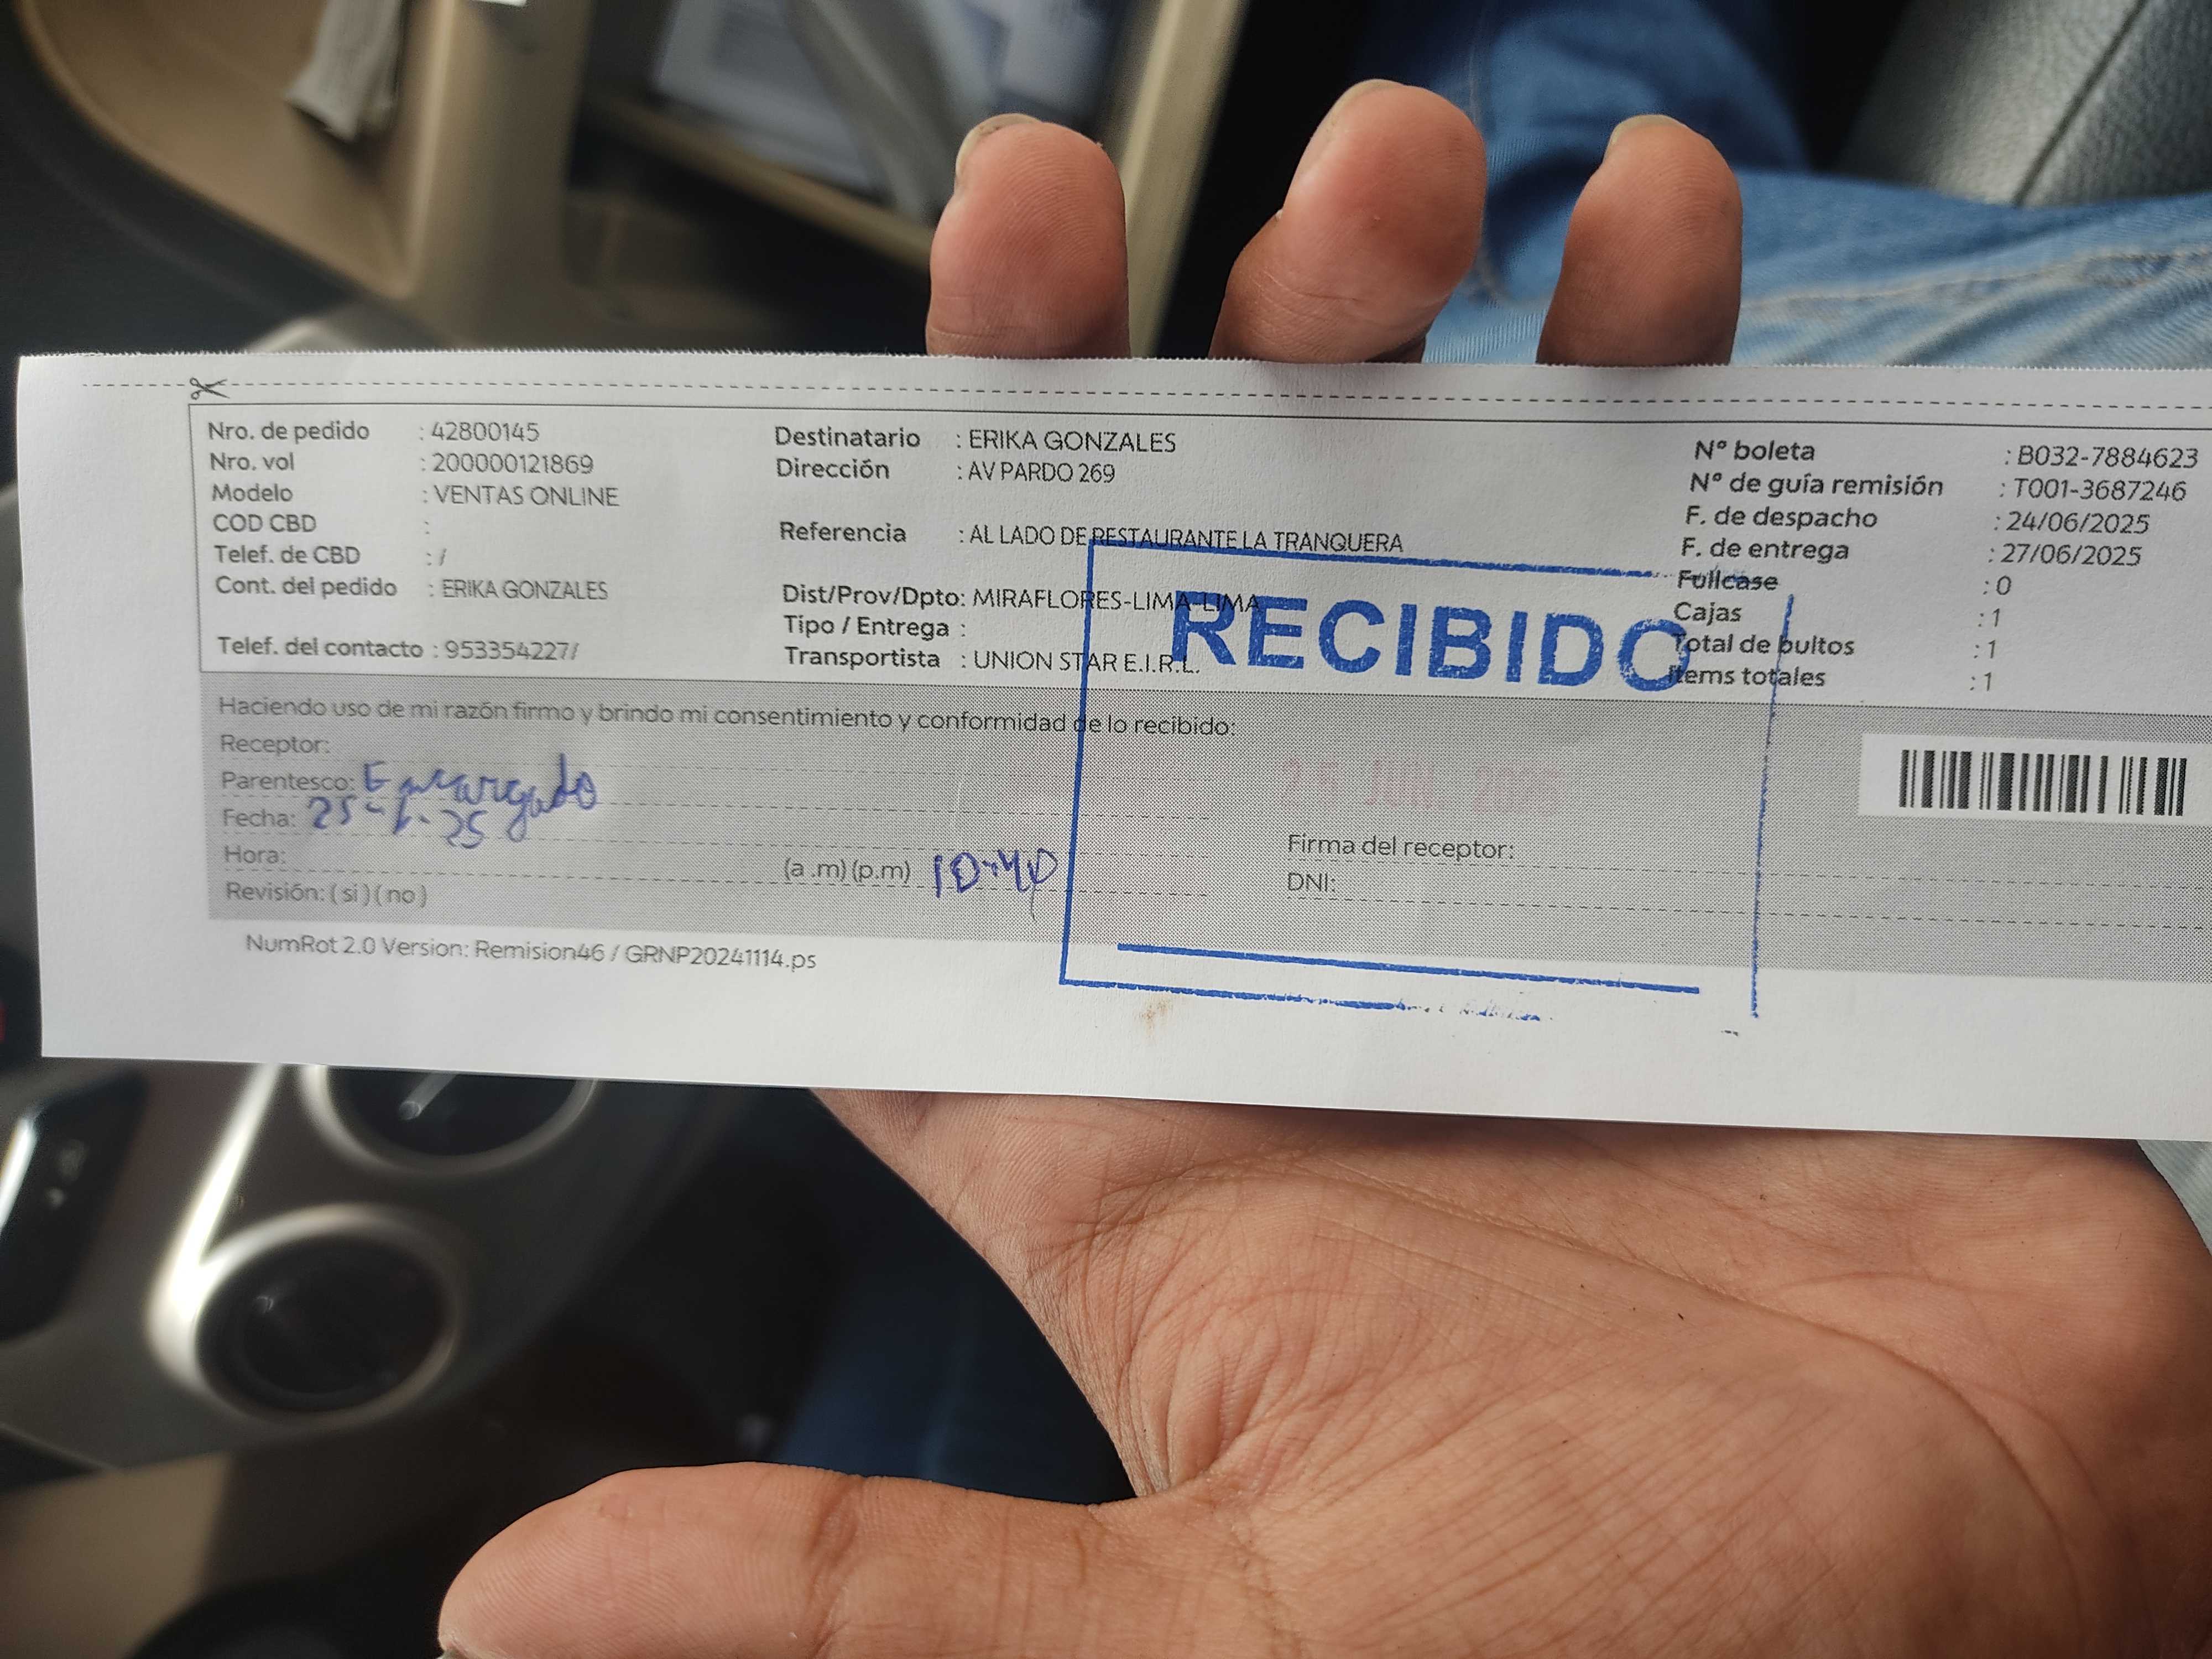 Nro. de pedido : 42800145
Nro. vol : 200000121869
Modelo : VENTAS ONLINE
COD CBD :
Telef. de CBD : /
Cont. del pedido : ERIKA GONZALES
Telef. del contacto : 953354227/
Destinatario : ERIKA GONZALES
Dirección : AV PARDO 269
Referencia : AL LADO DE RESTAURANTE LA TRANQUERA
Dist/Prov/Dpto: MIRAFLORES-LIMA-LIMA
Tipo / Entrega :
Transportista : UNION STAR E.I.R.L.
N° boleta : B032-7884623
N° de guía remisión : T001-3687246
F. de despacho : 24/06/2025
F. de entrega : 27/06/2025
Fullcase : 0
Cajas : 1
Total de bultos : 1
Items totales : 1
RECIBIDO
Haciendo uso de mi razón firmo y brindo mi consentimiento y conformidad de lo recibido:
Receptor:
Parentesco: Encargado
Fecha: 25-6-25
Hora: (a .m) (p.m) 10:40
Revisión: ( si ) ( no )
JUN 2025
Firma del receptor:
DNI:
NumRot 2.0 Version: Remision46 / GRNP20241114.ps